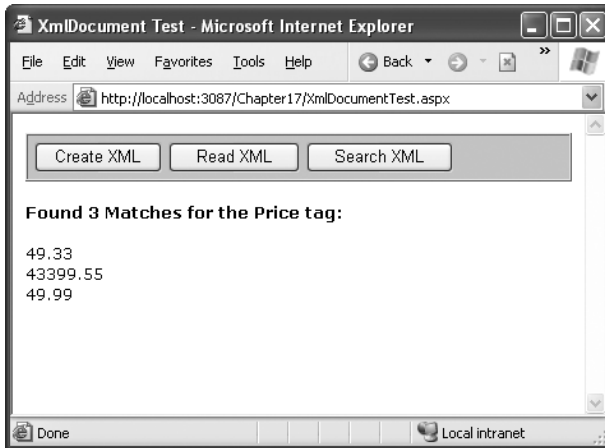 XmlDocument Test - Microsoft Internet Explorer
File Edit View Favorites Tools Help Back »
Address http://localhost:3087/Chapter17/XmlDocumentTest.aspx
Create XML Read XML Search XML
Found 3 Matches for the Price tag:
49.33
43399.55
49.99
Done Local intranet